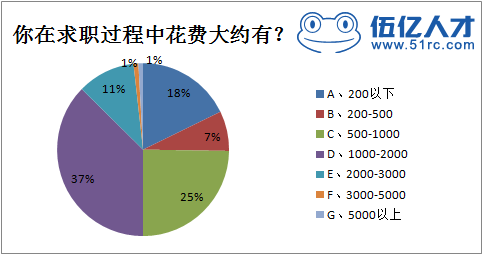 你在求职过程中花费大约有？
伍亿人才
www.51rc.com
1%
1%
18%
11%
7%
37%
25%
A、200以下
B、200-500
C、500-1000
D、1000-2000
E、2000-3000
F、3000-5000
G、5000以上